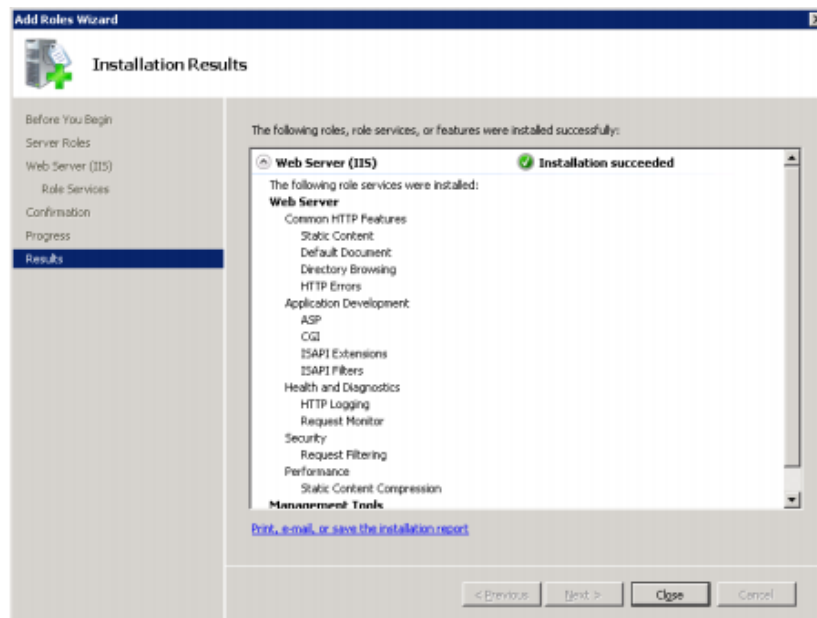 Add Roles Wizard
Installation Results
Before You Begin
Server Roles
Web Server (IIS)
Role Services
Confirmation
Progress
Results
The following roles, role services, or features were installed successfully:
Web Server (IIS) Installation succeeded
The following role services were installed:
Web Server
Common HTTP Features
Static Content
Default Document
Directory Browsing
HTTP Errors
Application Development
ASP
CGI
ISAPI Extensions
ISAPI Filters
Health and Diagnostics
HTTP Logging
Request Monitor
Security
Request Filtering
Performance
Static Content Compression
Management Tools
Print, e-mail, or save the installation report
< Previous Next > Close Cancel